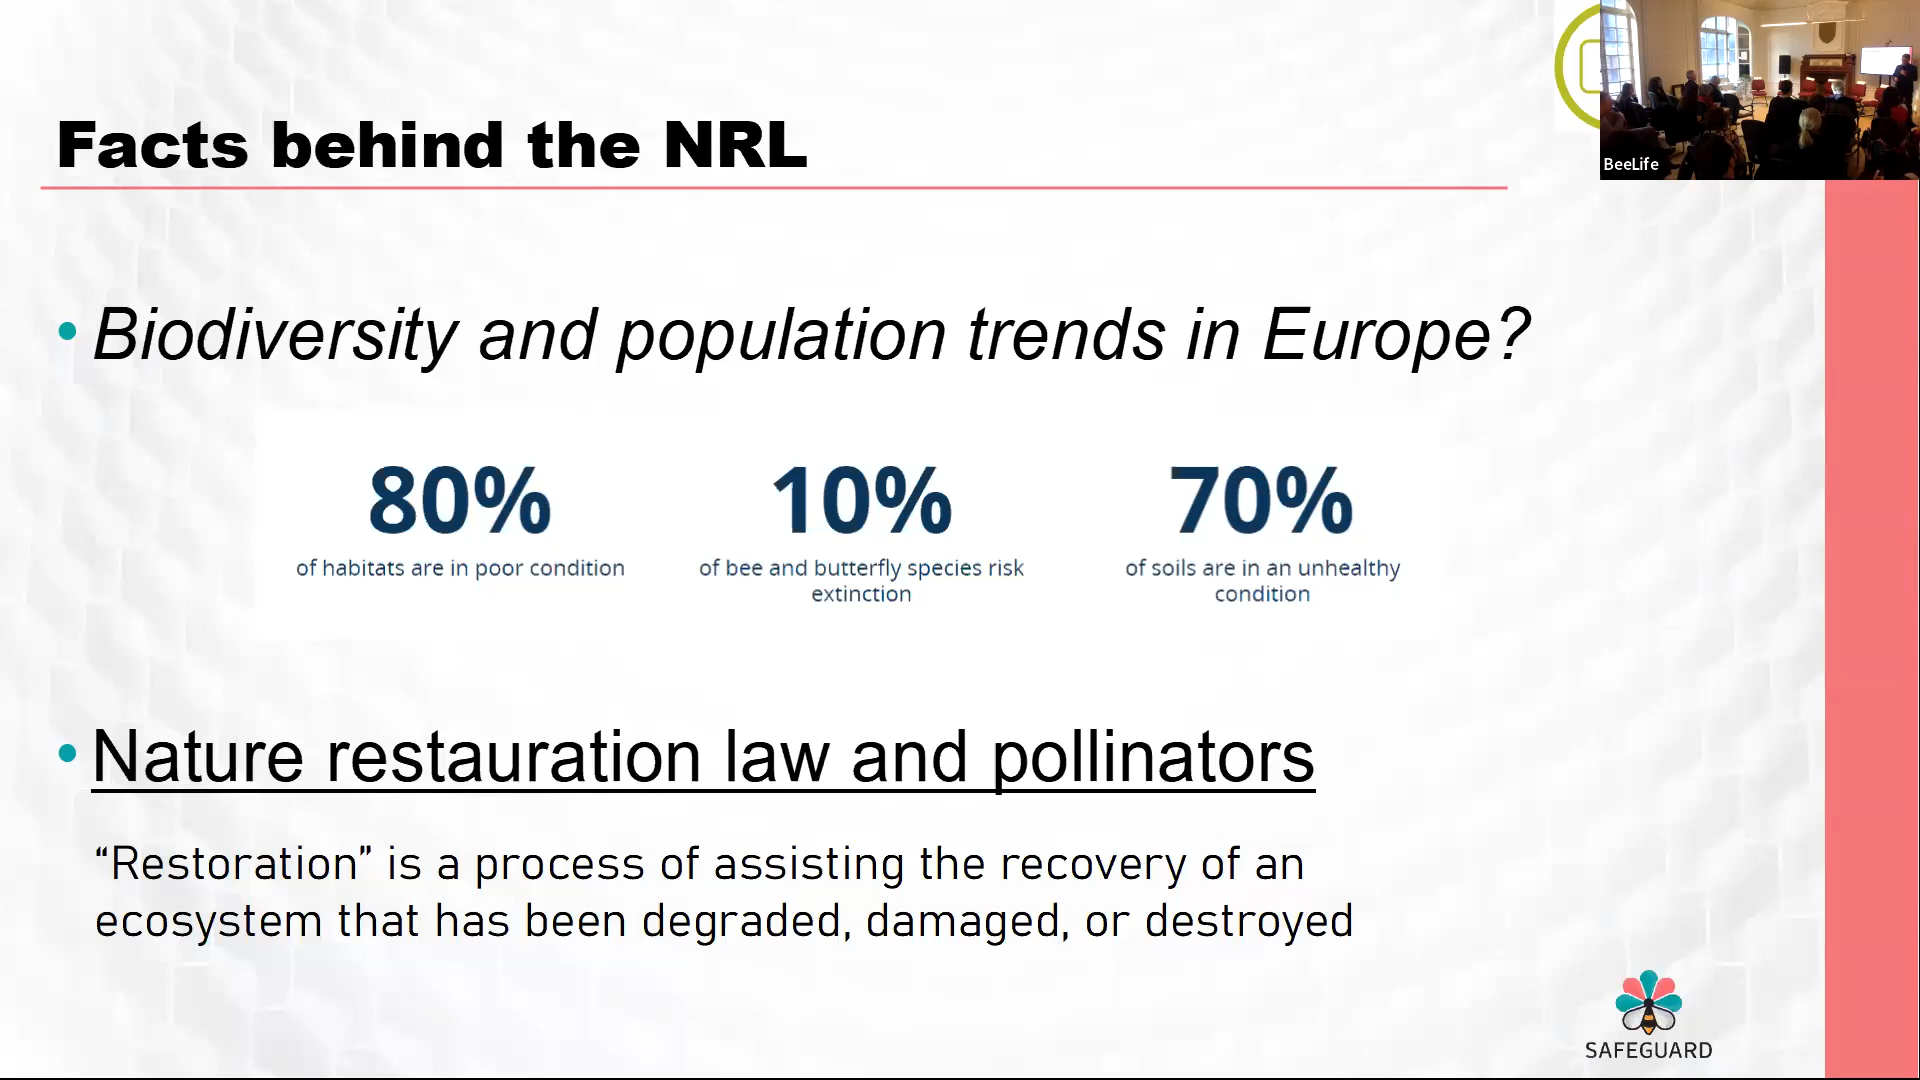 Facts behind the NRL
BeeLife
• Biodiversity and population trends in Europe?
80%
of habitats are in poor condition
10%
of bee and butterfly species risk
extinction
70%
of soils are in an unhealthy
condition
• Nature restauration law and pollinators
“Restoration” is a process of assisting the recovery of an
ecosystem that has been degraded, damaged, or destroyed
SAFEGUARD